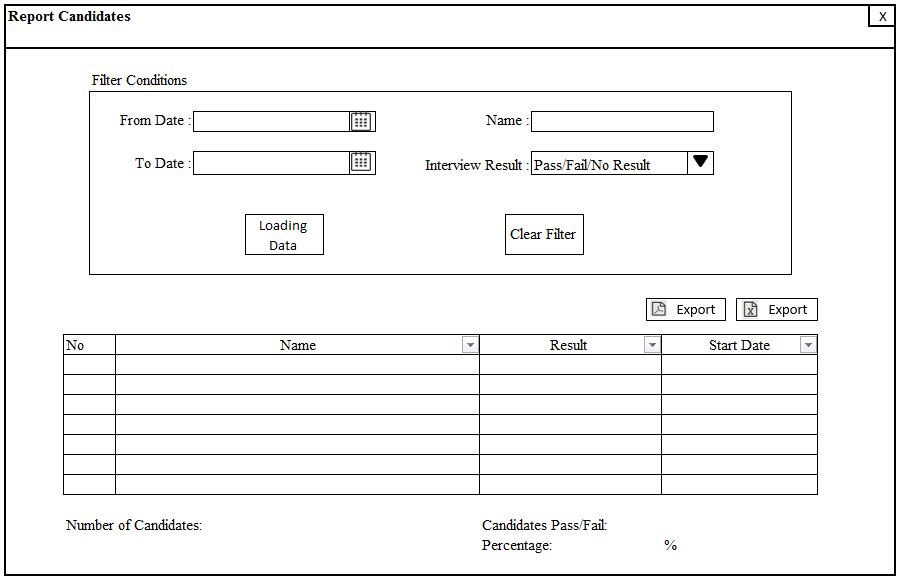 Report Candidates
X
Filter Conditions
From Date :
Name :
To Date :
Interview Result :
Pass/Fail/No Result
Loading
Data
Clear Filter
Export
X Export
No Name Result Start Date
Number of Candidates:
Candidates Pass/Fail:
Percentage: %